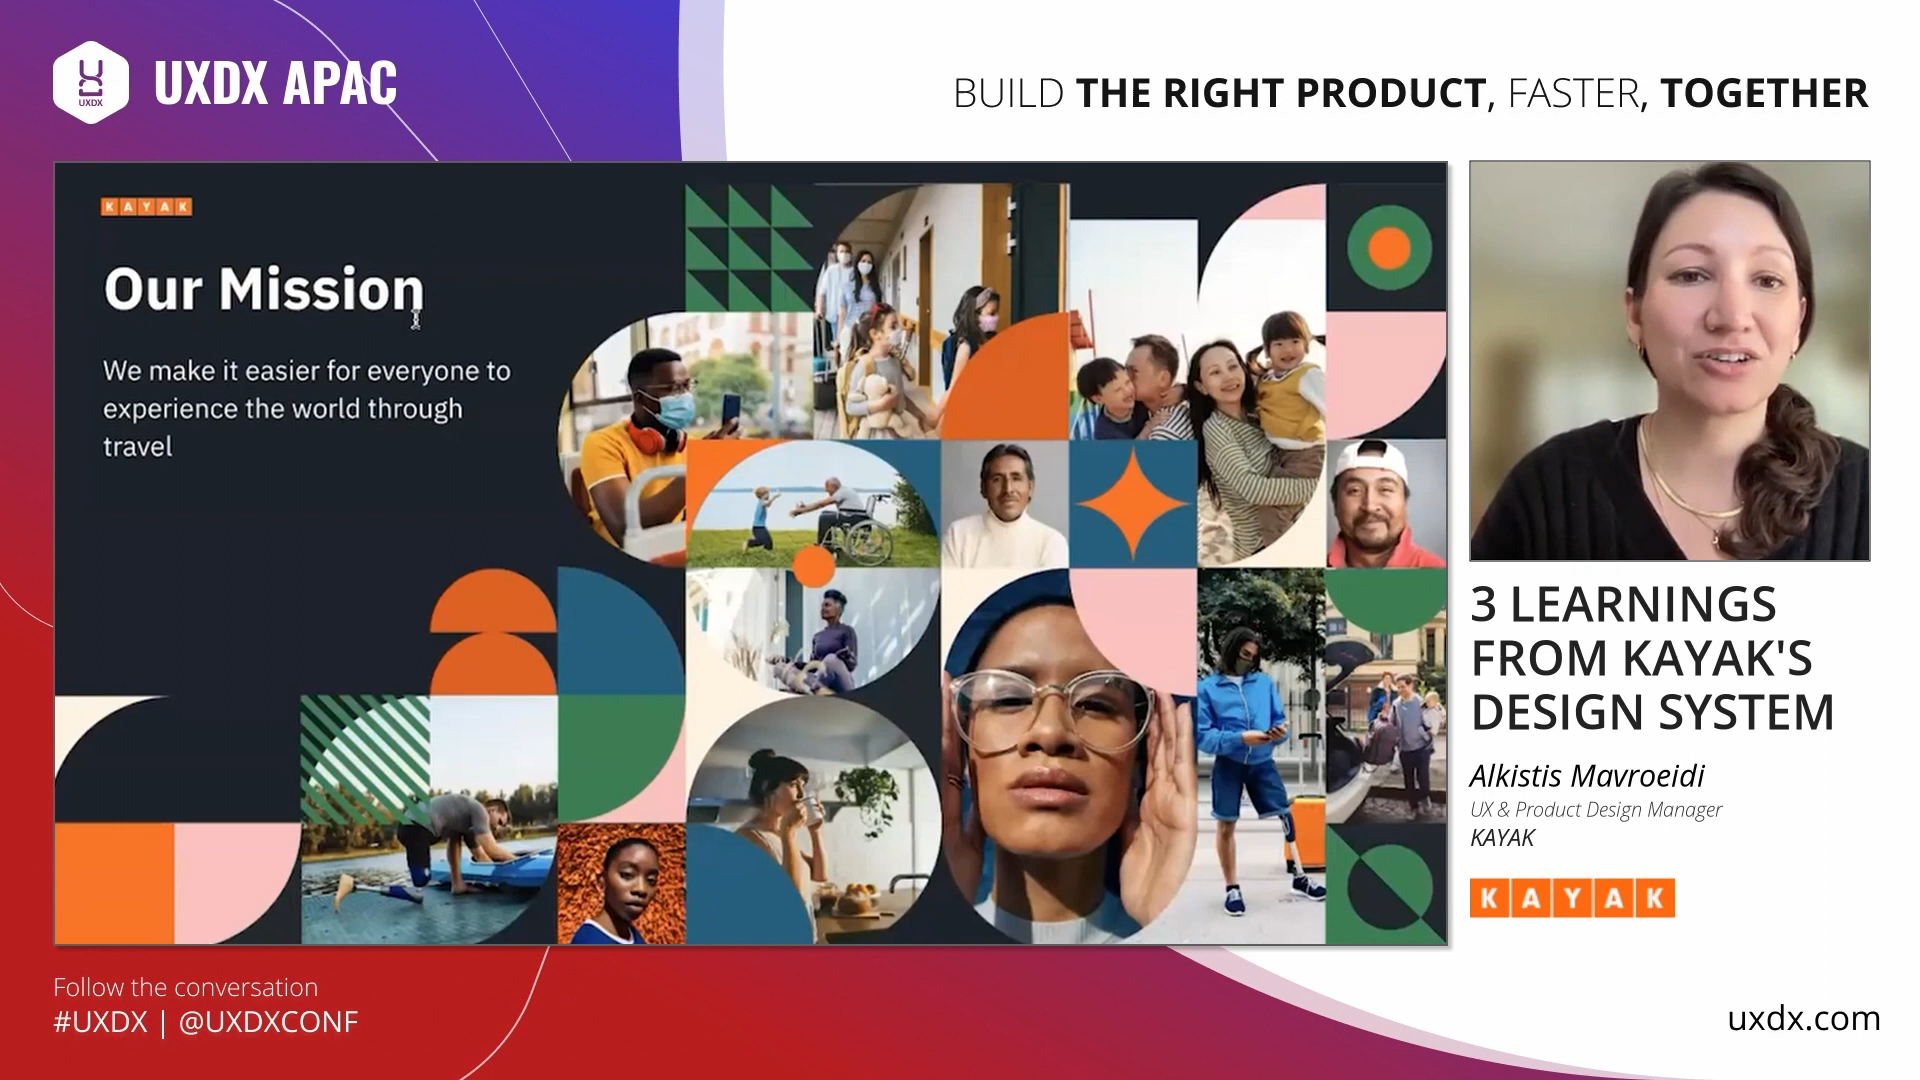 UXDX
UXDX APAC
BUILD THE RIGHT PRODUCT, FASTER, TOGETHER
KAYAK
Our Mission
We make it easier for everyone to
experience the world through
travel
3 LEARNINGS
FROM KAYAK'S
DESIGN SYSTEM
Alkistis Mavroeidi
UX & Product Design Manager
KAYAK
KAYAK
Follow the conversation
#UXDX | @UXDXCONF
uxdx.com